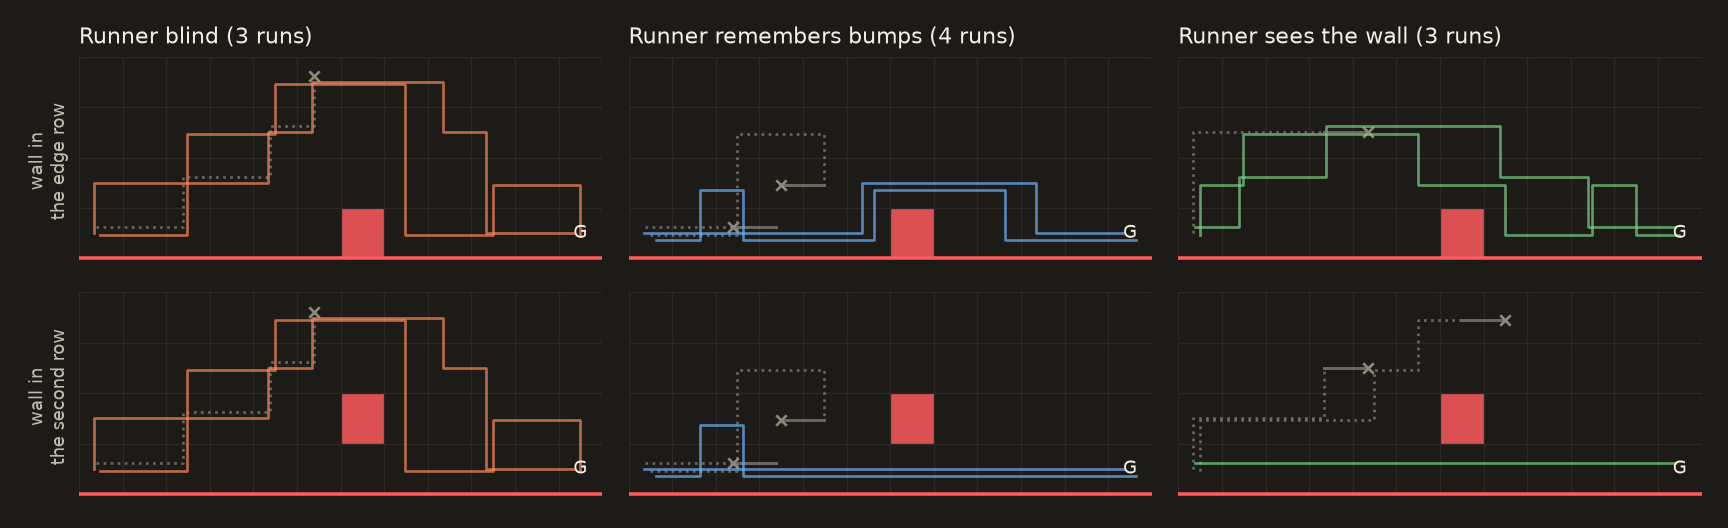 Runner blind (3 runs)
Runner remembers bumps (4 runs)
Runner sees the wall (3 runs)
wall in
the edge row
G
G
G
wall in
the second row
G
G
G